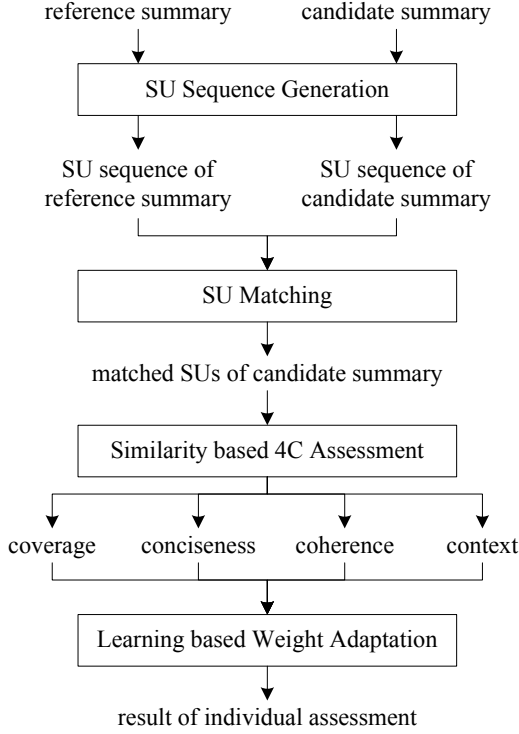 reference summary
candidate summary
SU Sequence Generation
SU sequence of
reference summary
SU sequence of
candidate summary
SU Matching
matched SUs of candidate summary
Similarity based 4C Assessment
coverage
conciseness
coherence
context
Learning based Weight Adaptation
result of individual assessment